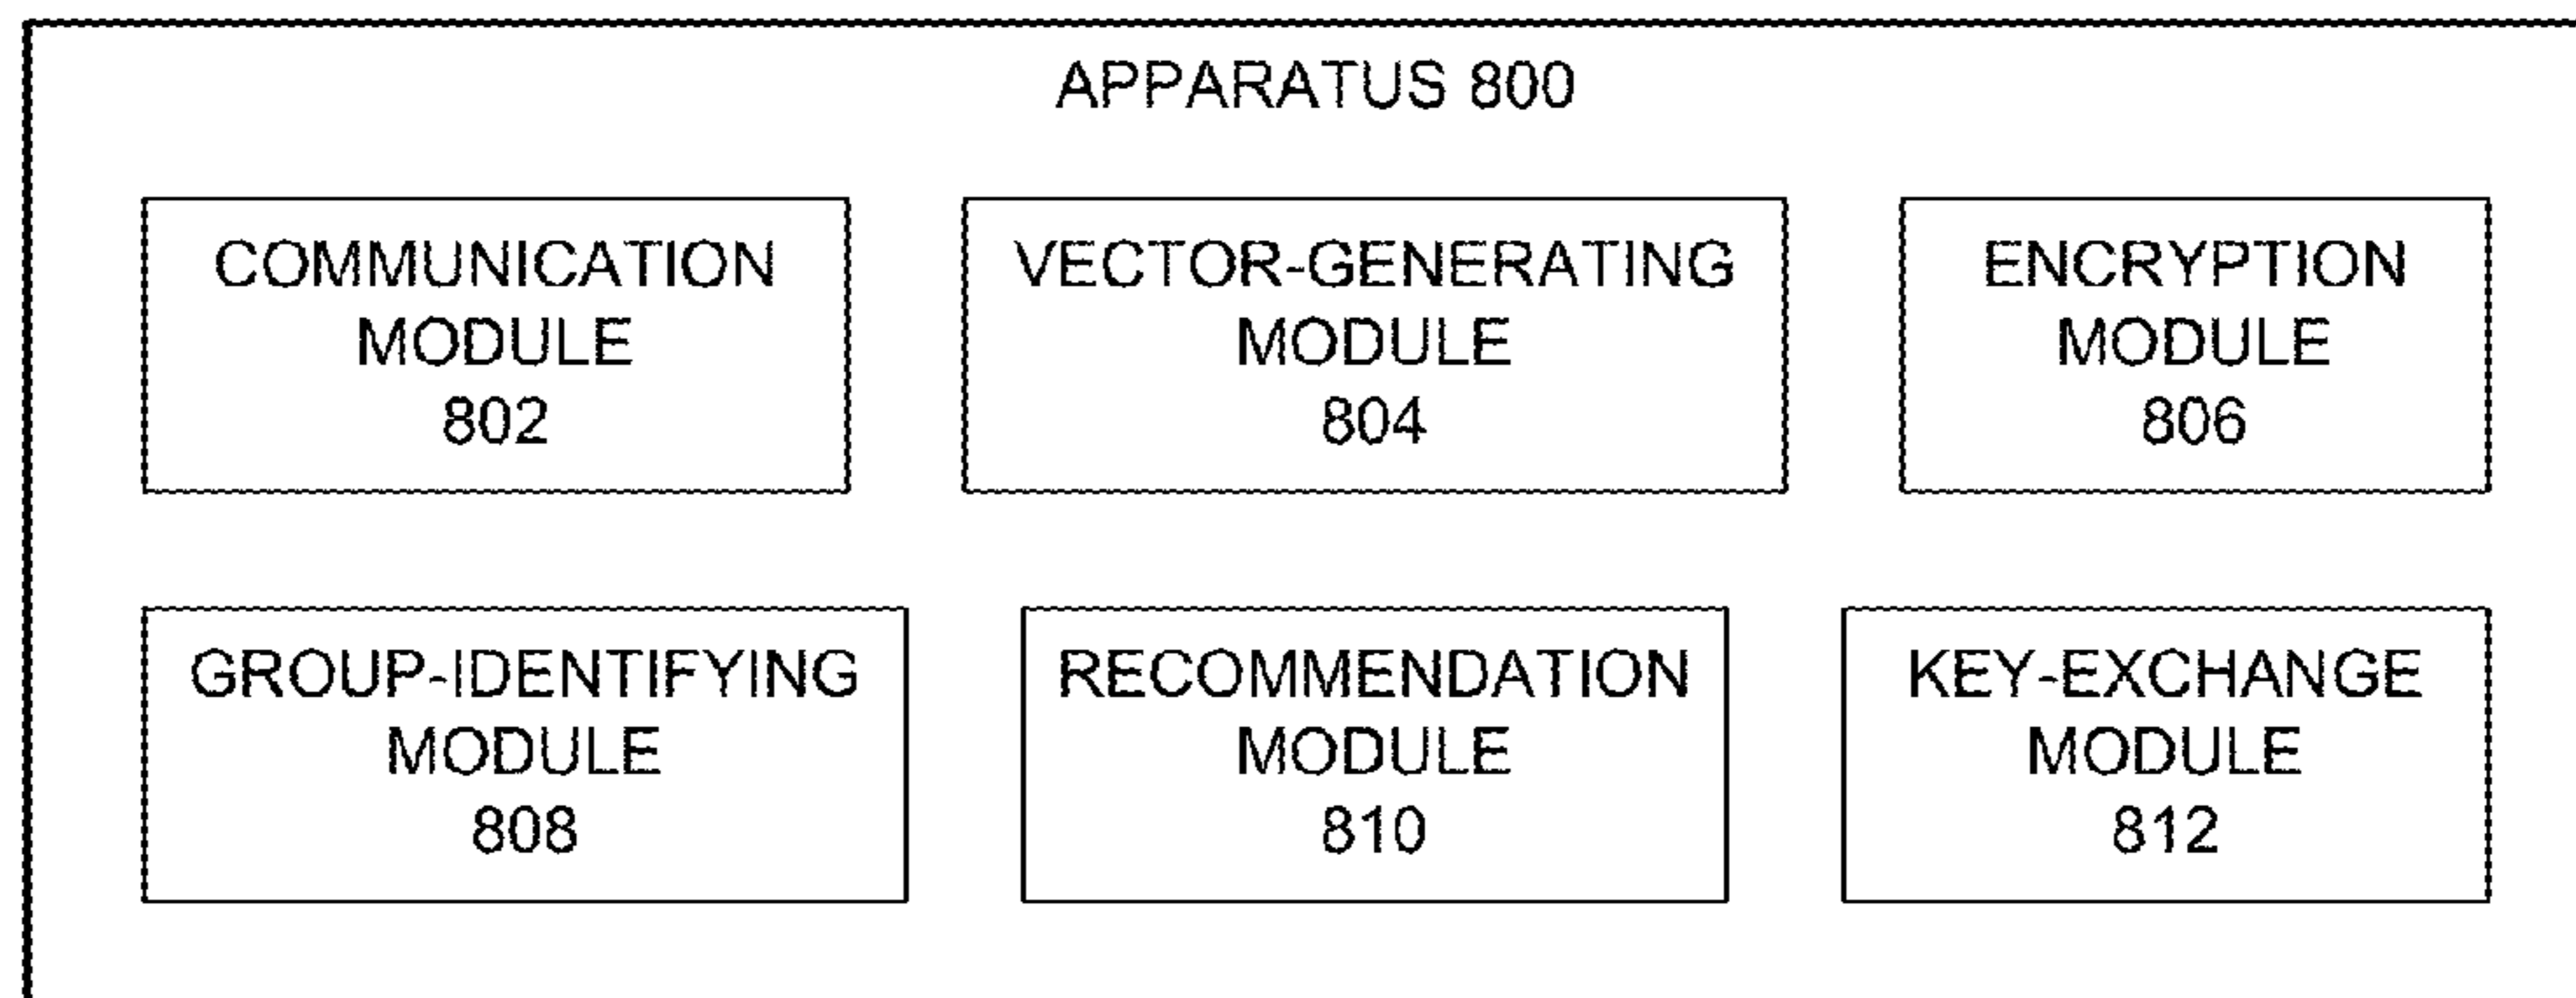 APPARATUS 800
COMMUNICATION
MODULE
802
VECTOR-GENERATING
MODULE
804
ENCRYPTION
MODULE
806
GROUP-IDENTIFYING
MODULE
808
RECOMMENDATION
MODULE
810
KEY-EXCHANGE
MODULE
812